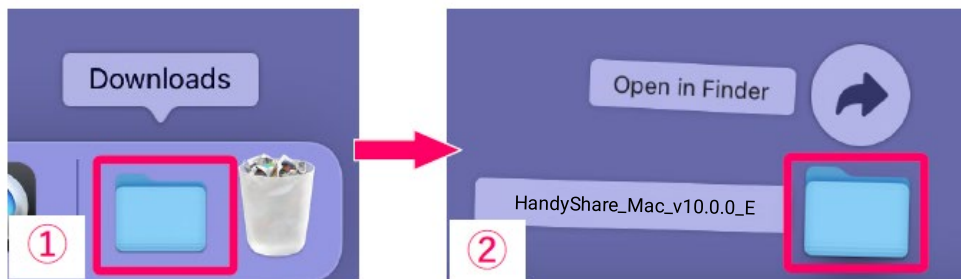 Downloads
①
Open in Finder
HandyShare_Mac_v10.0.0_E
②